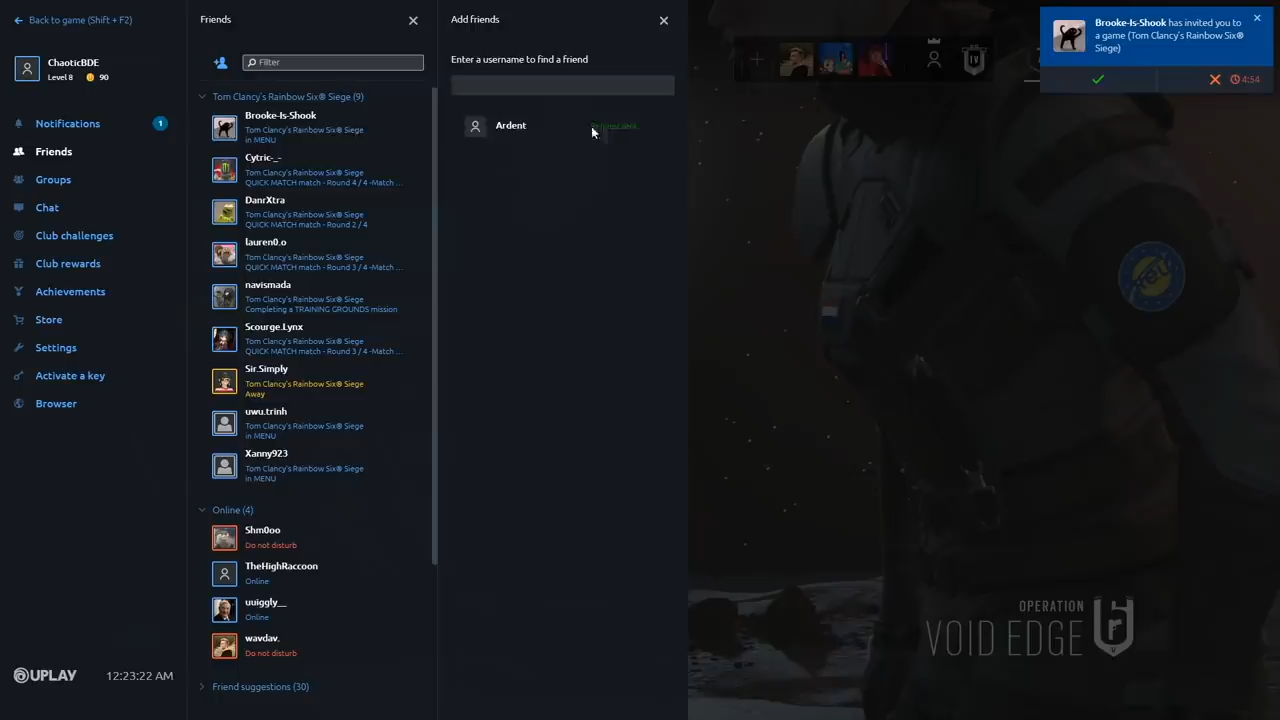 Back to game (Shift + F2)
ChaoticBDE
Level 8
90
Notifications
1
Friends
Groups
Chat
Club challenges
Club rewards
Achievements
Store
Settings
Activate a key
Browser
UPLAY
12:23:22 AM
Friends
Filter
Tom Clancy's Rainbow Six® Siege (9)
Brooke-Is-Shook
Tom Clancy's Rainbow Six® Siege
in MENU
Cytric-_-
Tom Clancy's Rainbow Six® Siege
QUICK MATCH match - Round 4 / 4 -Match ...
DanrXtra
Tom Clancy's Rainbow Six® Siege
QUICK MATCH match - Round 2 / 4
lauren0.o
Tom Clancy's Rainbow Six® Siege
QUICK MATCH match - Round 3 / 4 -Match ...
navismada
Tom Clancy's Rainbow Six® Siege
Completing a TRAINING GROUNDS mission
Scourge.Lynx
Tom Clancy's Rainbow Six® Siege
QUICK MATCH match - Round 3 / 4 -Match ...
Sir.Simply
Tom Clancy's Rainbow Six® Siege
Away
uwu.trinh
Tom Clancy's Rainbow Six® Siege
in MENU
Xanny923
Tom Clancy's Rainbow Six® Siege
in MENU
Online (4)
Shm0oo
Do not disturb
TheHighRaccoon
Online
uuiggly__
Online
wavdav.
Do not disturb
Friend suggestions (30)
Add friends
Enter a username to find a friend
Ardent
Brooke-Is-Shook has invited you to
a game (Tom Clancy's Rainbow Six®
Siege)
4:54
IV
OPERATION
VOID EDGE